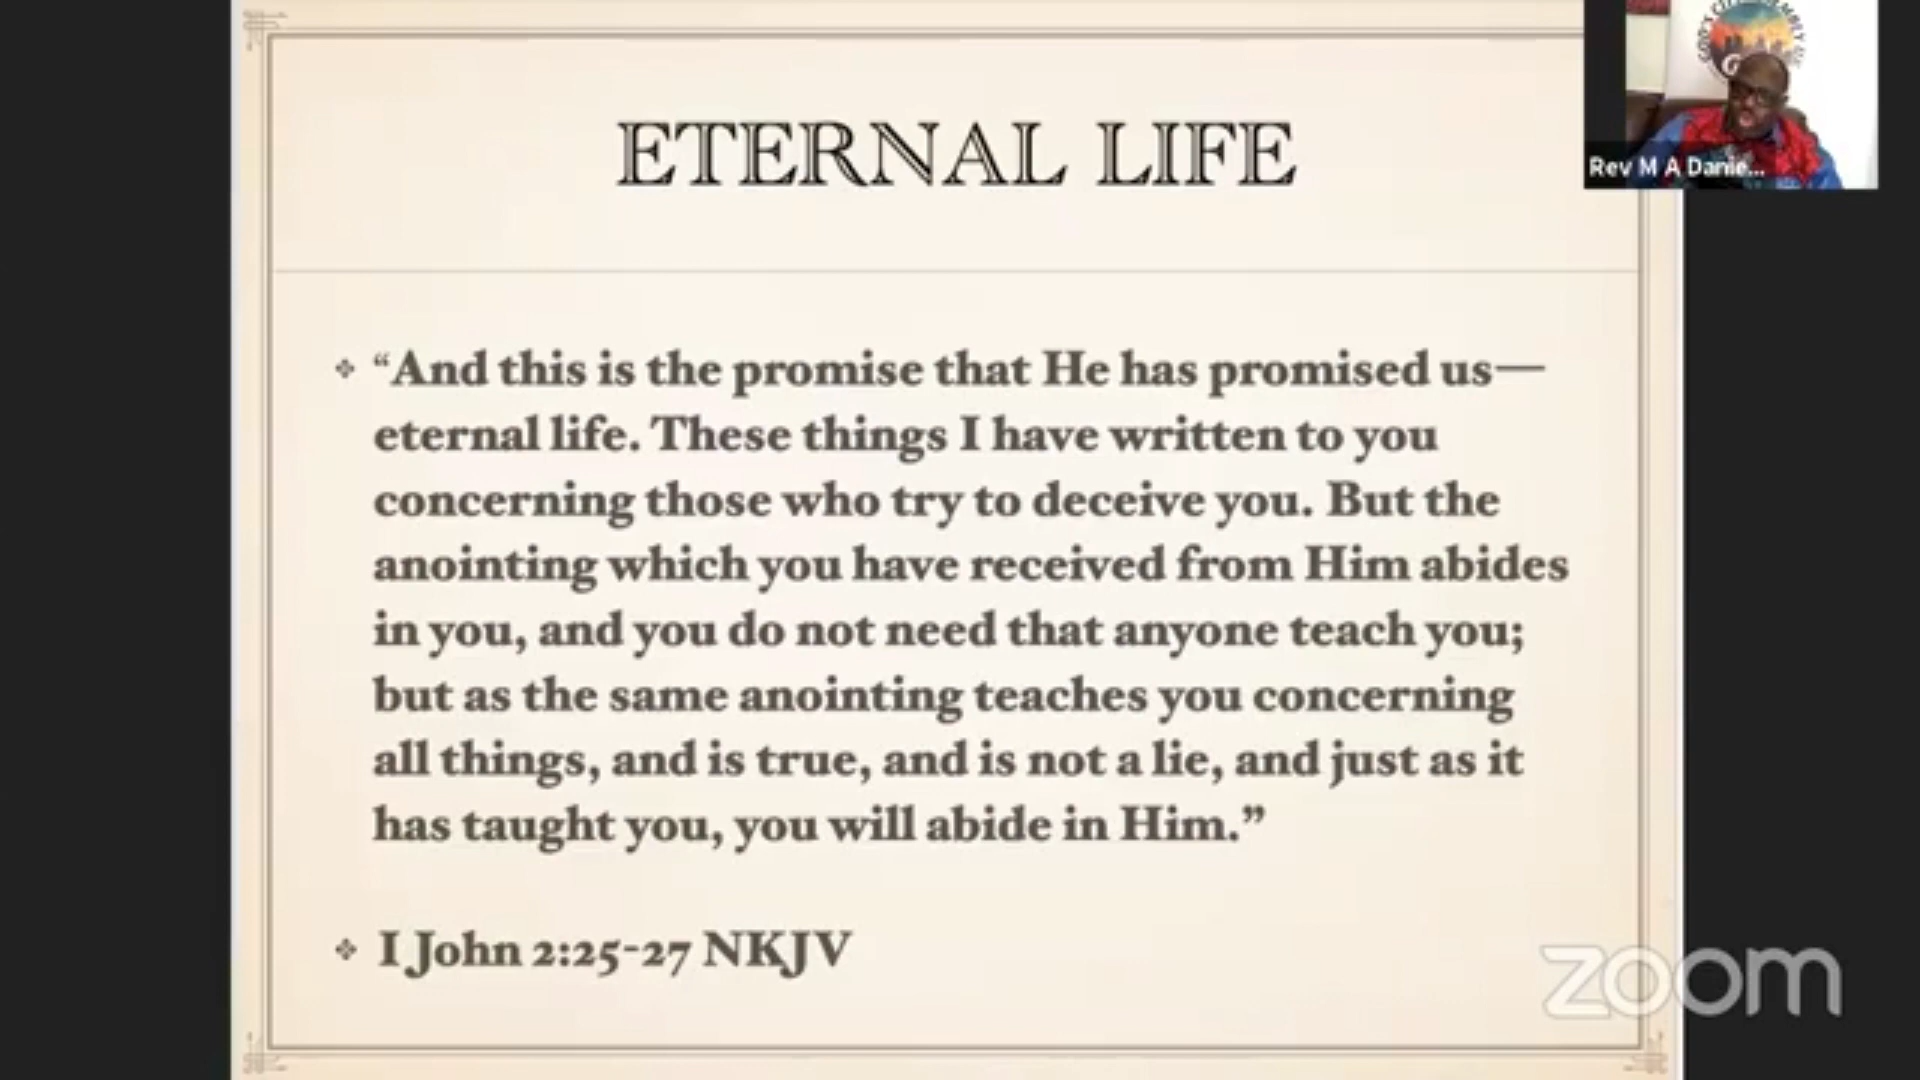 ETERNAL LIFE
“And this is the promise that He has promised us—
eternal life. These things I have written to you
concerning those who try to deceive you. But the
anointing which you have received from Him abides
in you, and you do not need that anyone teach you;
but as the same anointing teaches you concerning
all things, and is true, and is not a lie, and just as it
has taught you, you will abide in Him.”
I John 2:25-27 NKJV
Rev M A Danie...
zoom